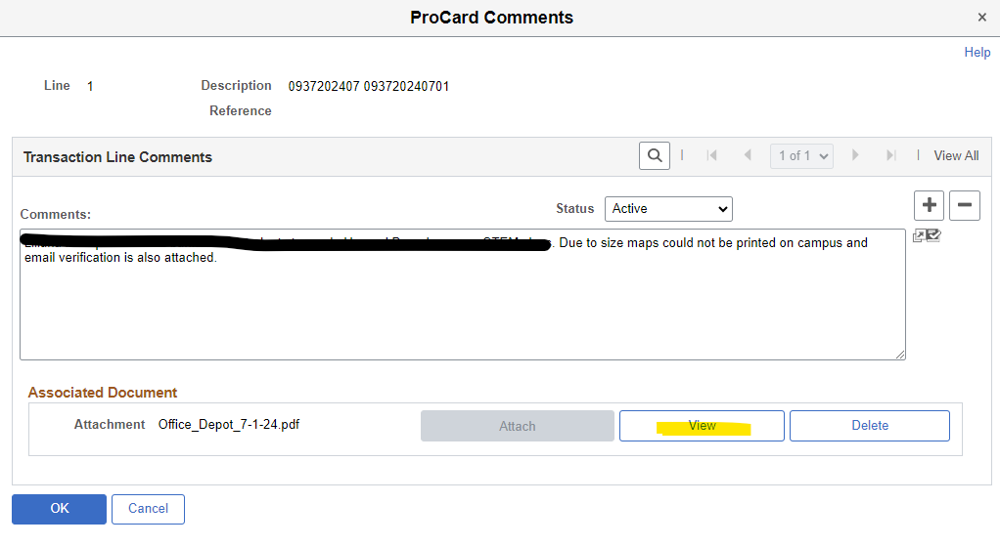 ProCard Comments
×
Help
Line 1 Description 0937202407 093720240701
Reference
Transaction Line Comments 1 of 1 View All
Comments: Status Active
. Due to size maps could not be printed on campus and
email verification is also attached.
Associated Document
Attachment Office_Depot_7-1-24.pdf Attach View Delete
OK Cancel